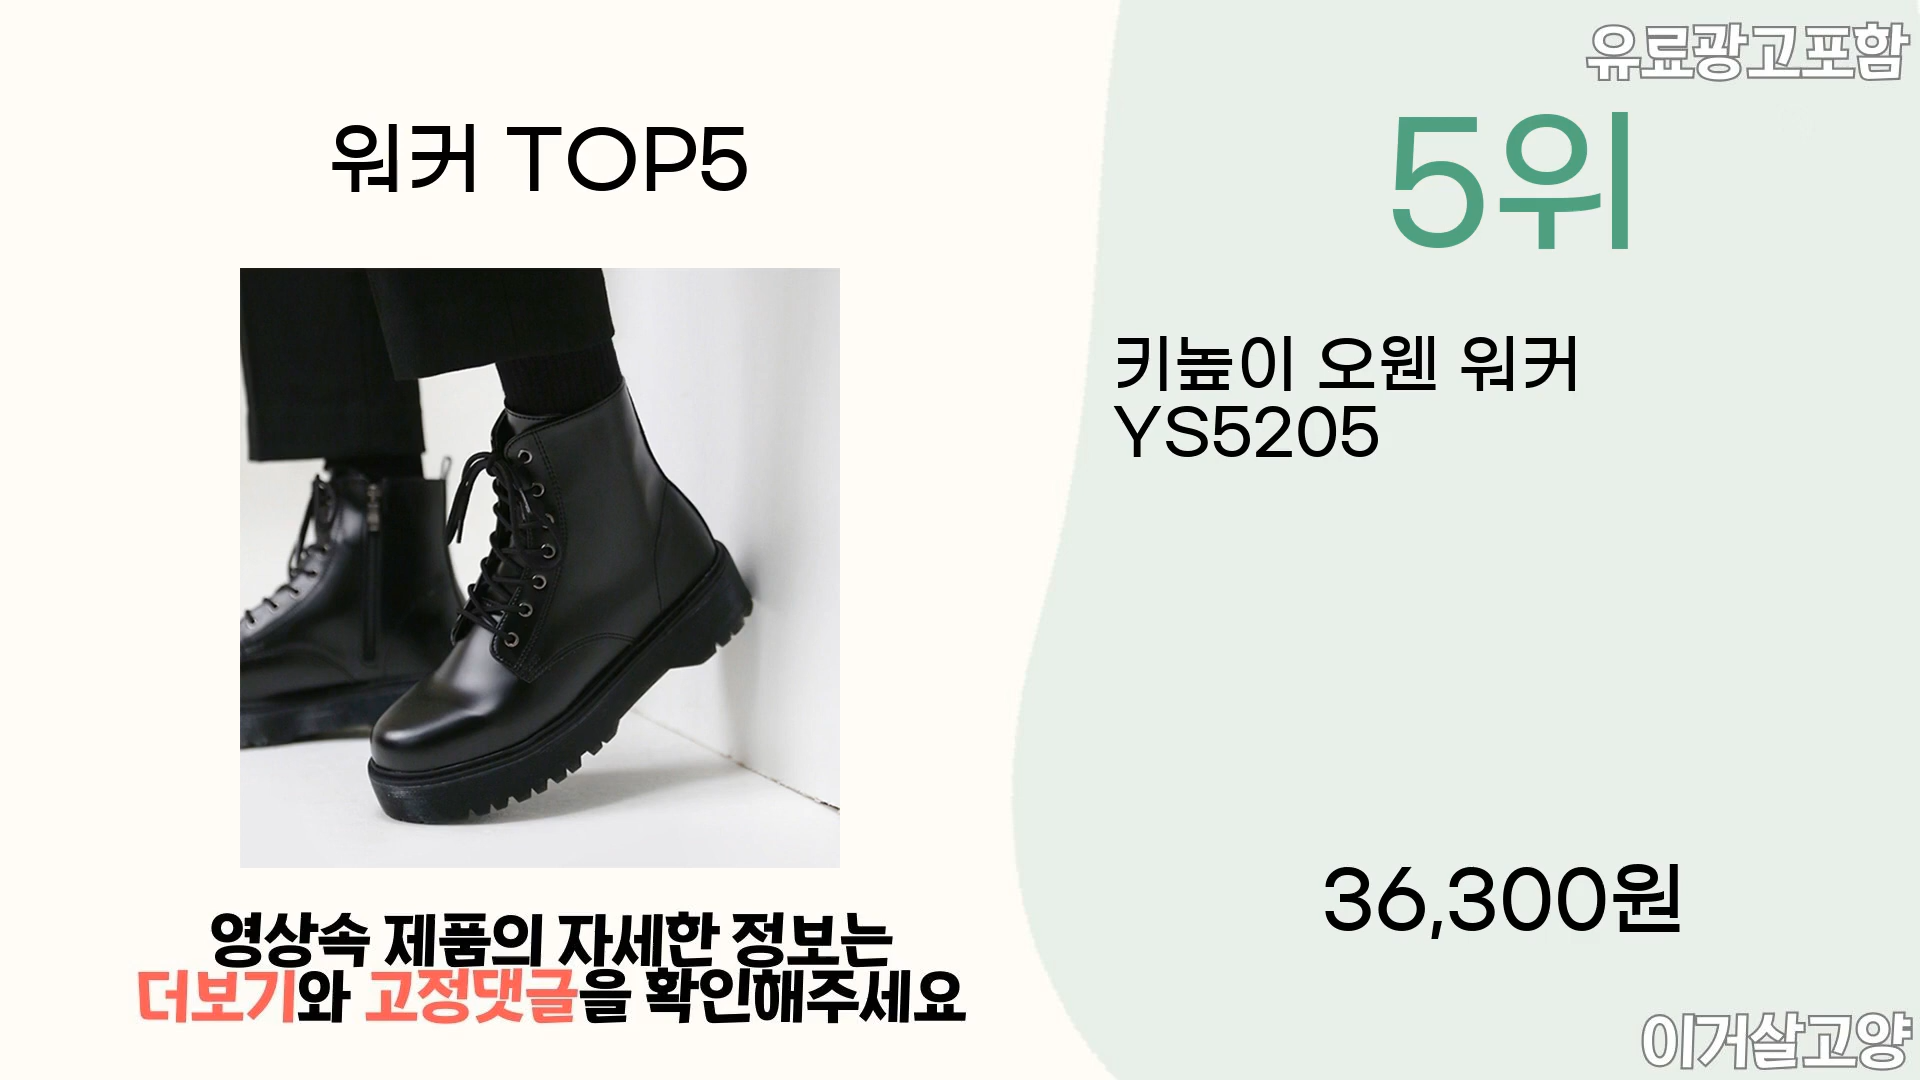 유료광고포함
워커 TOP5
5위
키높이 오웬 워커
YS5205
36,300원
영상속 제품의 자세한 정보는
더보기와 고정댓글을 확인해주세요
이거살고양